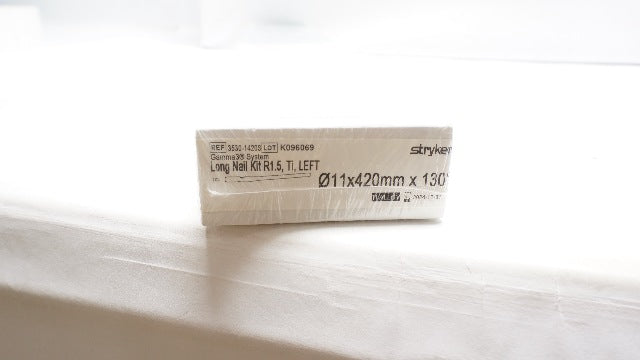 REF 3530-1420S LOT K096069
stryker
Gamma3® System
Long Nail Kit R1.5, Ti, LEFT
Ø11x420mm x 130°